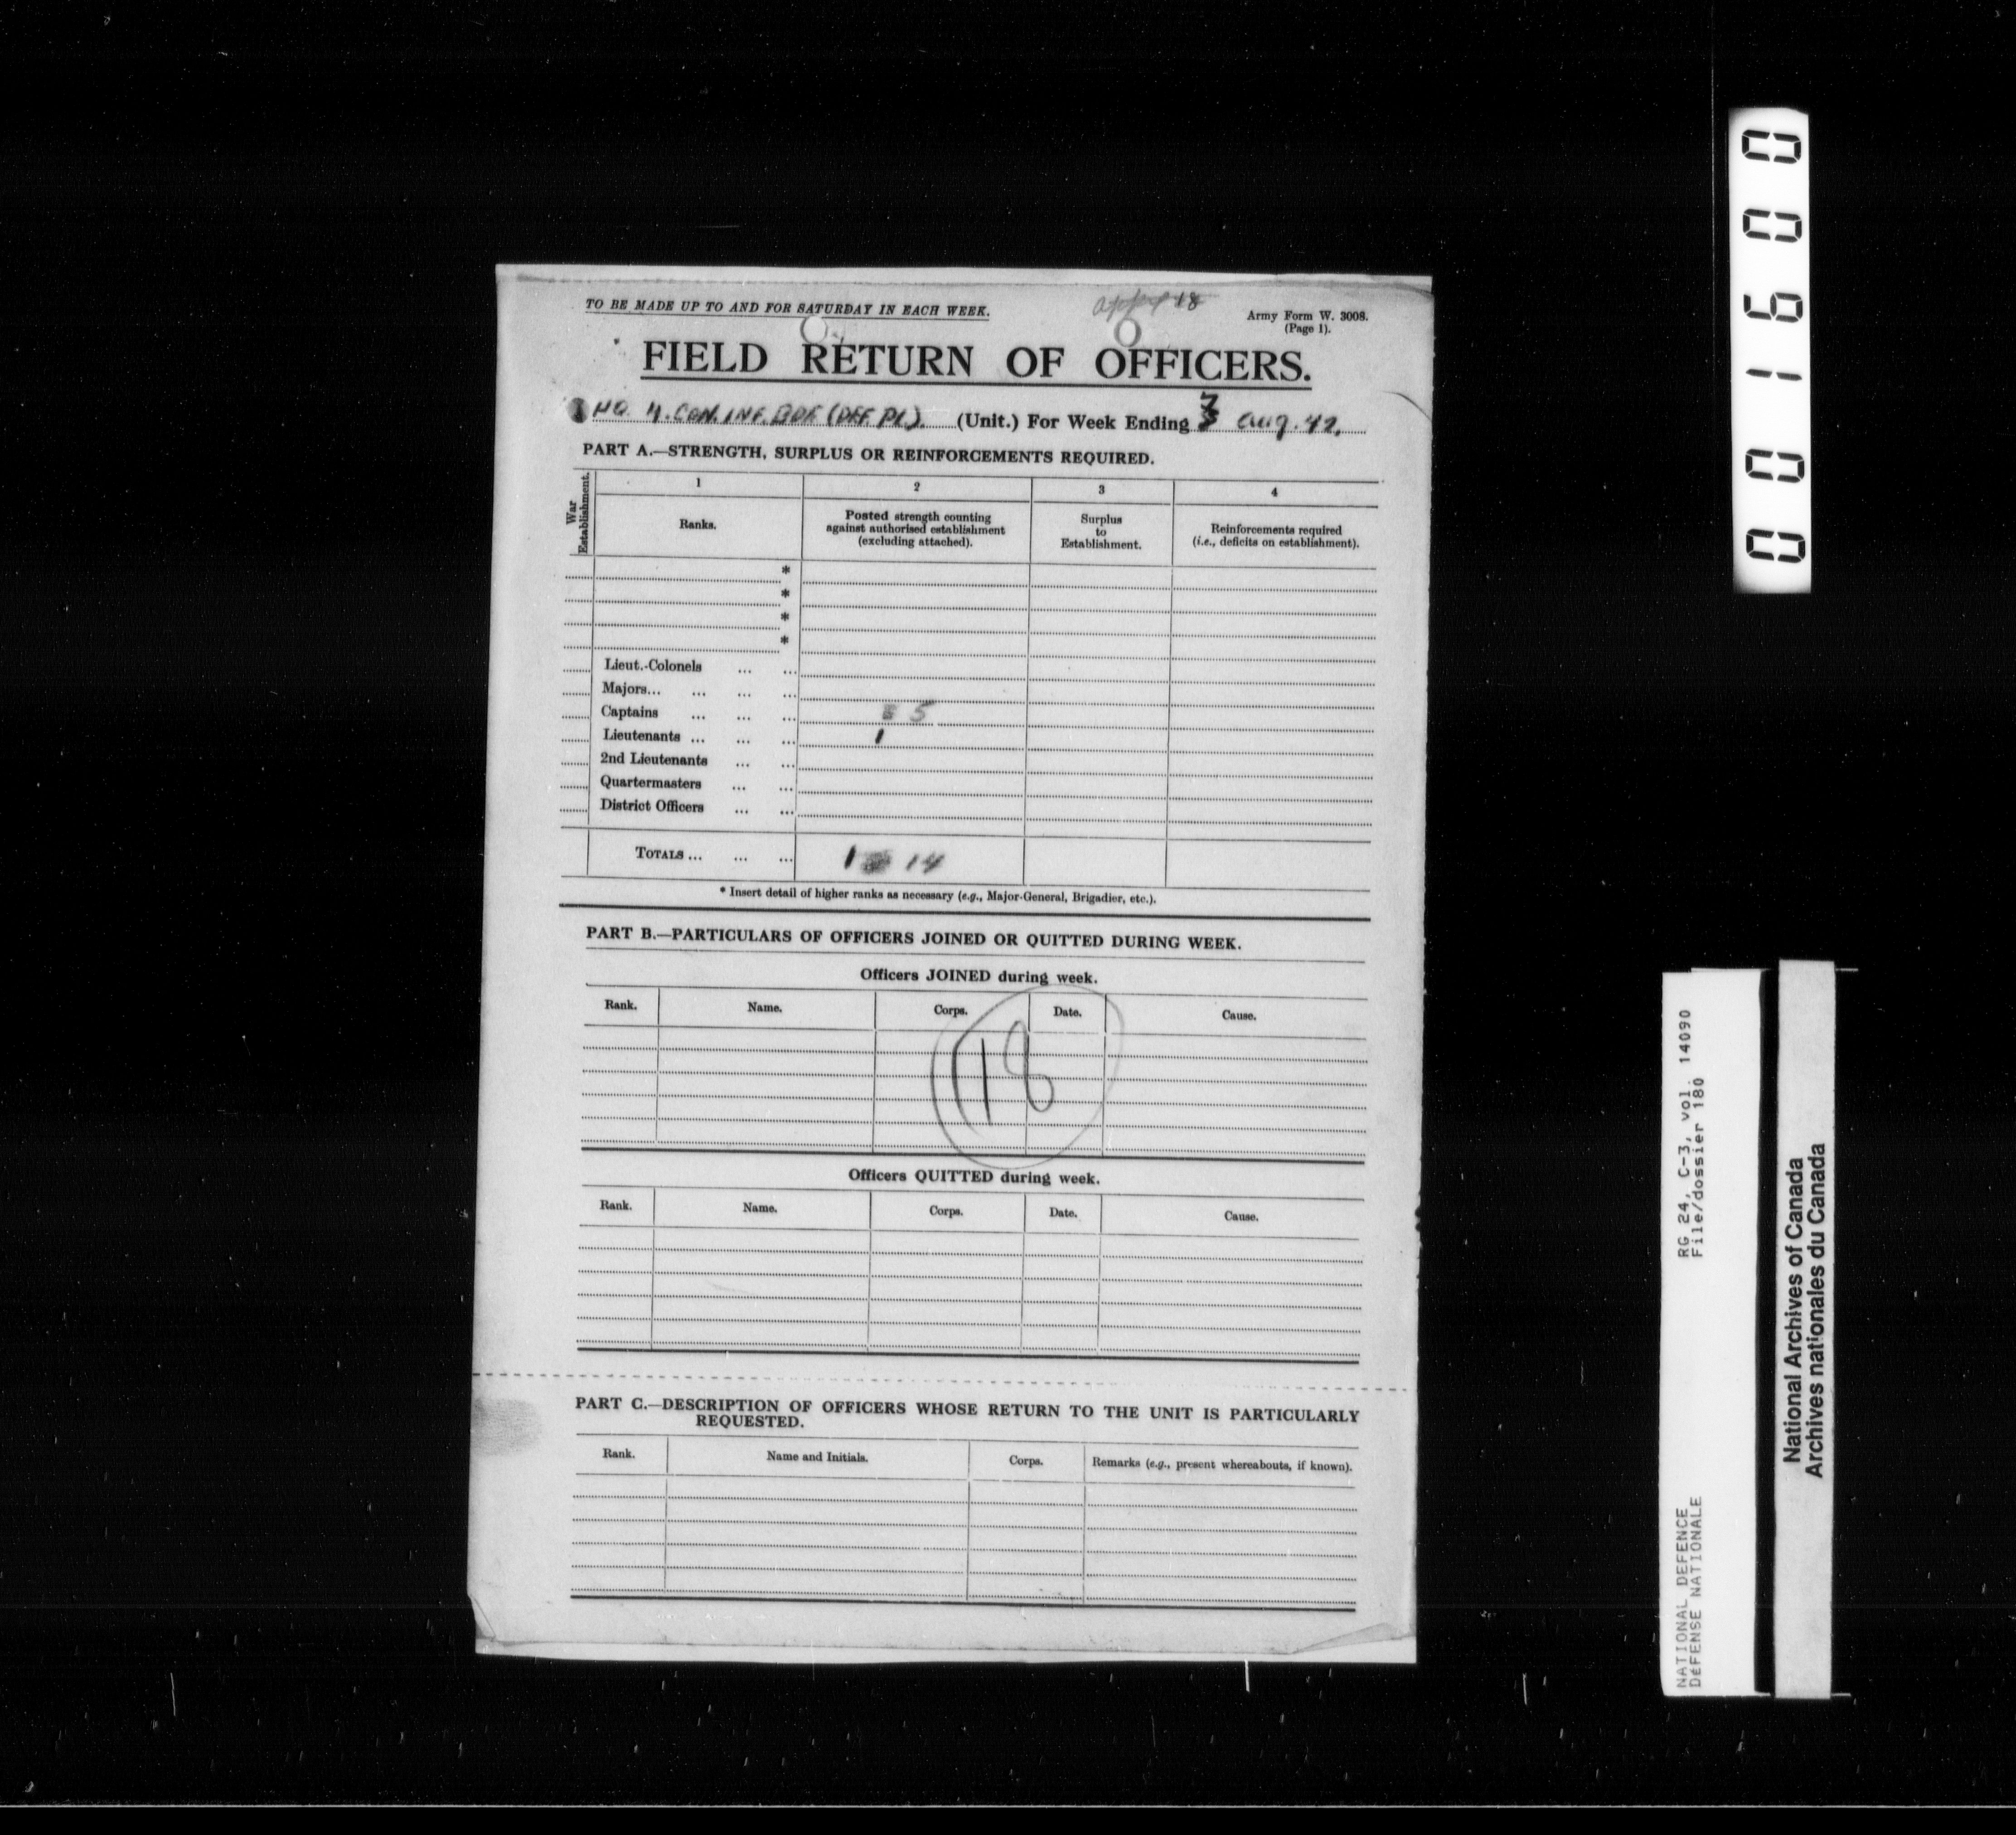 TO BE MADE UP TO AND FOR SATURDAY IN EACH WEEK.
18
Army Form W. 3008.
(Page 1).
FIELD RETURN OF OFFICERS.
HQ 4. CDN. INF. BDE (DEF. PL). (Unit.) For Week Ending Aug. 42.
PART A.—STRENGTH, SURPLUS OR REINFORCEMENTS REQUIRED.
War Establishment.
1 2 3 4
Ranks.
Posted strength counting against authorised establishment (excluding attached).
Surplus to Establishment.
Reinforcements required (i.e., deficits on establishment).
*
*
*
*
Lieut.-Colonels ... ...
Majors... ... ... ...
Captains ... ... ... 5
Lieutenants ... ... ... 1
2nd Lieutenants ... ...
Quartermasters ... ...
District Officers ... ...
TOTALS ... ... ... 1 14
* Insert detail of higher ranks as necessary (e.g., Major-General, Brigadier, etc.).
PART B.—PARTICULARS OF OFFICERS JOINED OR QUITTED DURING WEEK.
Officers JOINED during week.
Rank. Name. Corps. Date. Cause.
18
Officers QUITTED during week.
Rank. Name. Corps. Date. Cause.
PART C.—DESCRIPTION OF OFFICERS WHOSE RETURN TO THE UNIT IS PARTICULARLY
REQUESTED.
Rank. Name and Initials. Corps. Remarks (e.g., present whereabouts, if known).
001600
RG 24, C-3, vol. 14090
File/dossier 180
NATIONAL DEFENCE
DéFENSE NATIONALE
National Archives of Canada
Archives nationales du Canada